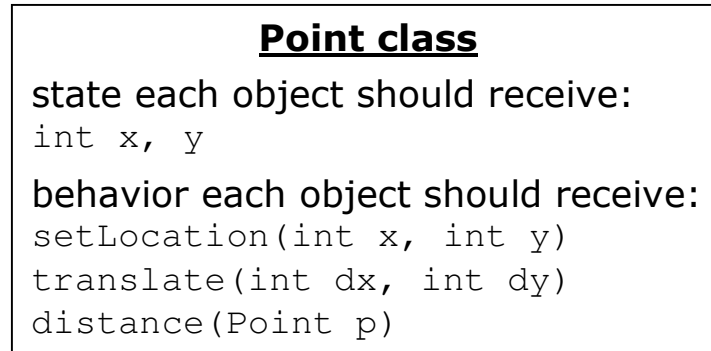 Point class
state each object should receive:
int x, y
behavior each object should receive:
setLocation(int x, int y)
translate(int dx, int dy)
distance(Point p)